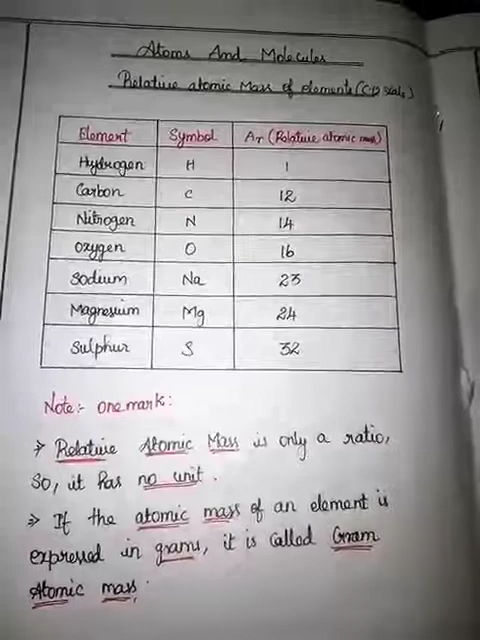 Atoms And Molecules
Relative atomic Mass of elements (C-12 scale)
Element Symbol Ar (Relative atomic mass)
Hydrogen H 1
Carbon C 12
Nitrogen N 14
Oxygen O 16
Sodium Na 23
Magnesium Mg 24
Sulphur S 32
Note:- one mark:
➢ Relative Atomic Mass is only a ratio,
So, it has no unit.
➢ If the atomic mass of an element is
expressed in grams, it is called Gram
Atomic mass.